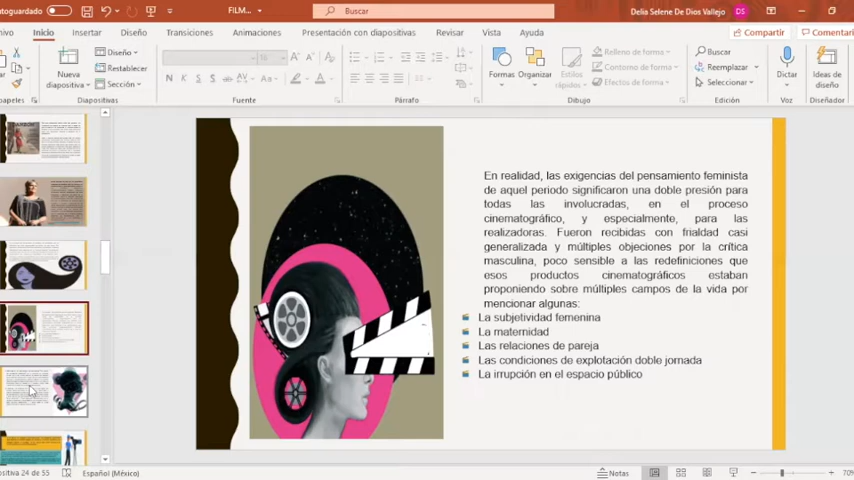 toguardado
FILM...
Buscar
Delia Selene De Dios Vallejo
DS
Inicio
Insertar
Diseño
Transiciones
Animaciones
Presentación con diapositivas
Revisar
Vista
Ayuda
Compartir
Comentari
Nueva
diapositiva
Diseño
Restablecer
Sección
16
N K S S
Formas
Organizar
Estilos
rápidos
Relleno de forma
Contorno de forma
Efectos de forma
Buscar
Reemplazar
Seleccionar
Dictar
Ideas de
diseño
apeles
Diapositivas
Fuente
Párrafo
Dibujo
Edición
Voz
Diseñador
En realidad, las exigencias del pensamiento feminista
de aquel periodo significaron una doble presión para
todas las involucradas, en el proceso
cinematográfico, y especialmente, para las
realizadoras. Fueron recibidas con frialdad casi
generalizada y múltiples objeciones por la crítica
masculina, poco sensible a las redefiniciones que
esos productos cinematográficos estaban
proponiendo sobre múltiples campos de la vida por
mencionar algunas:
La subjetividad femenina
La maternidad
Las relaciones de pareja
Las condiciones de explotación doble jornada
La irrupción en el espacio público
ositiva 24 de 55
Español (México)
Notas
70%